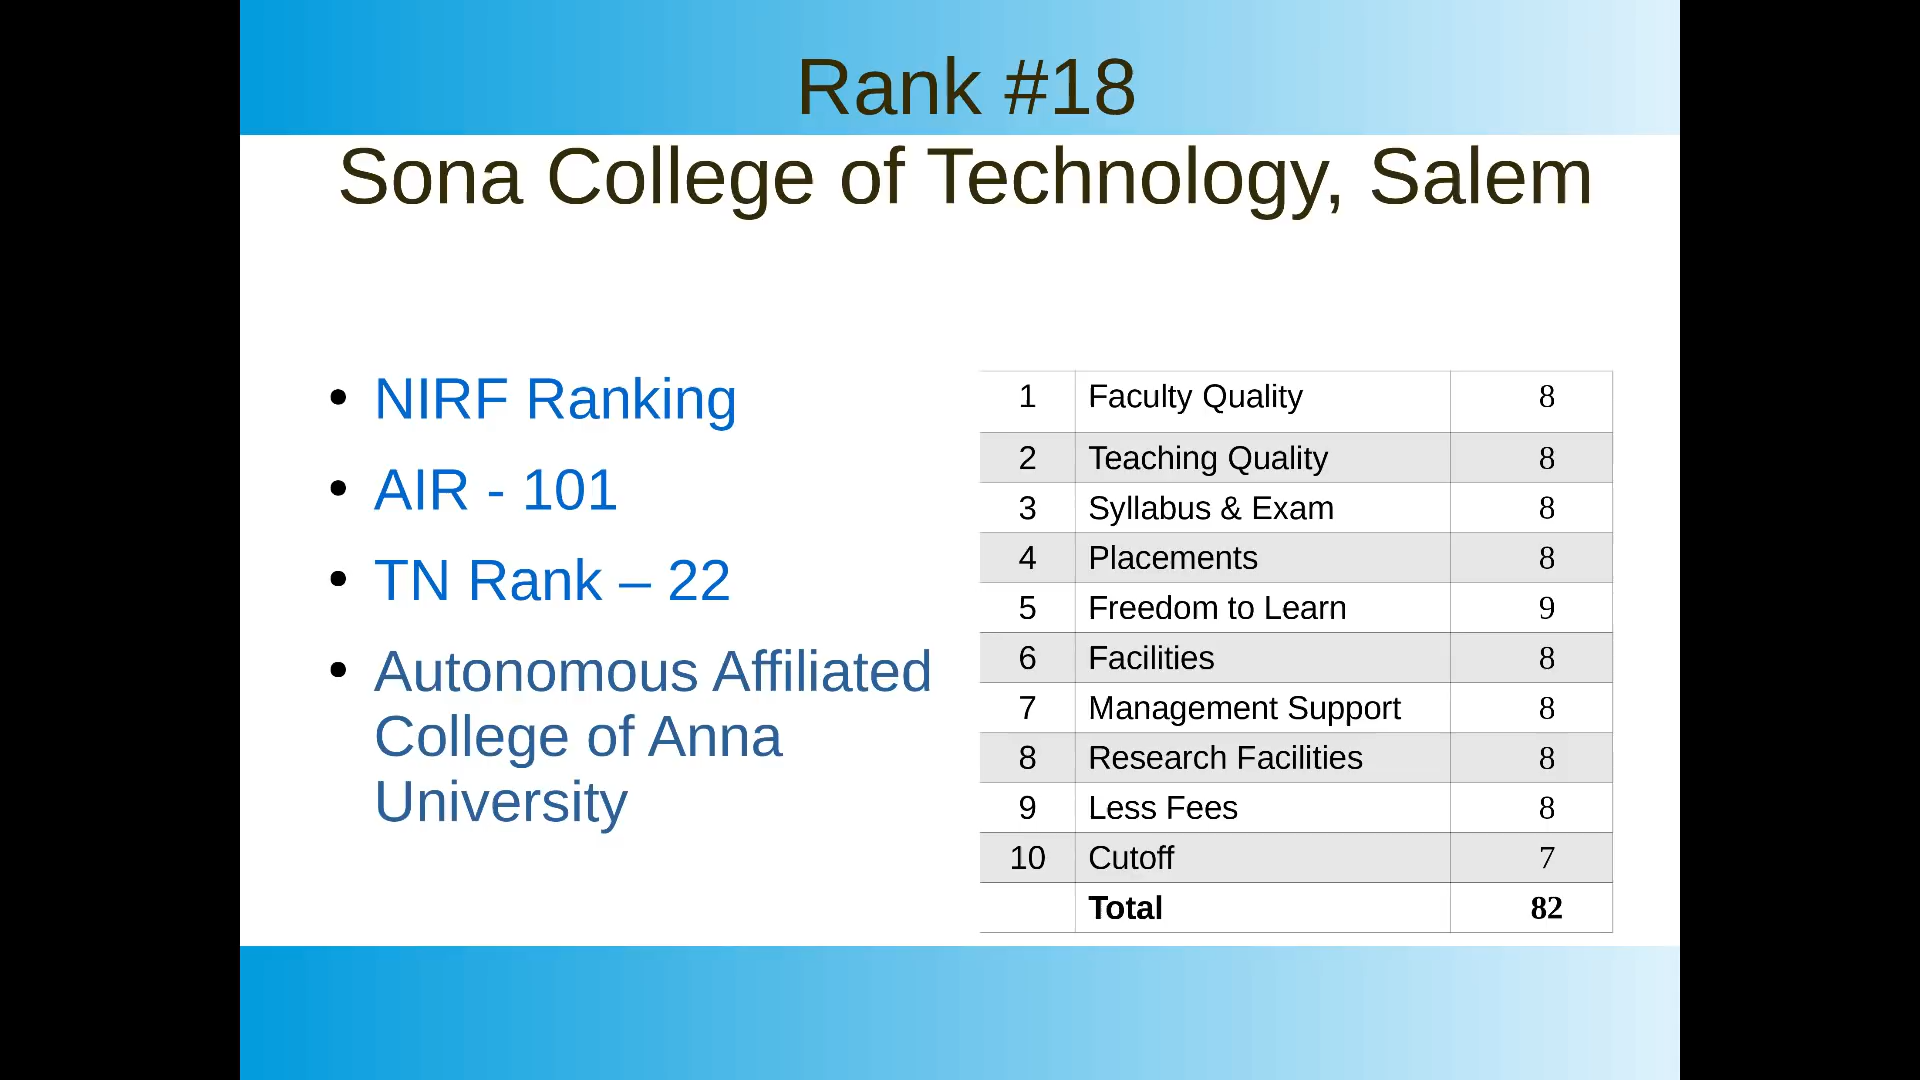 Rank #18
Sona College of Technology, Salem
• NIRF Ranking
• AIR - 101
• TN Rank – 22
• Autonomous Affiliated
College of Anna
University
1 Faculty Quality 8
2 Teaching Quality 8
3 Syllabus & Exam 8
4 Placements 8
5 Freedom to Learn 9
6 Facilities 8
7 Management Support 8
8 Research Facilities 8
9 Less Fees 8
10 Cutoff 7
Total 82